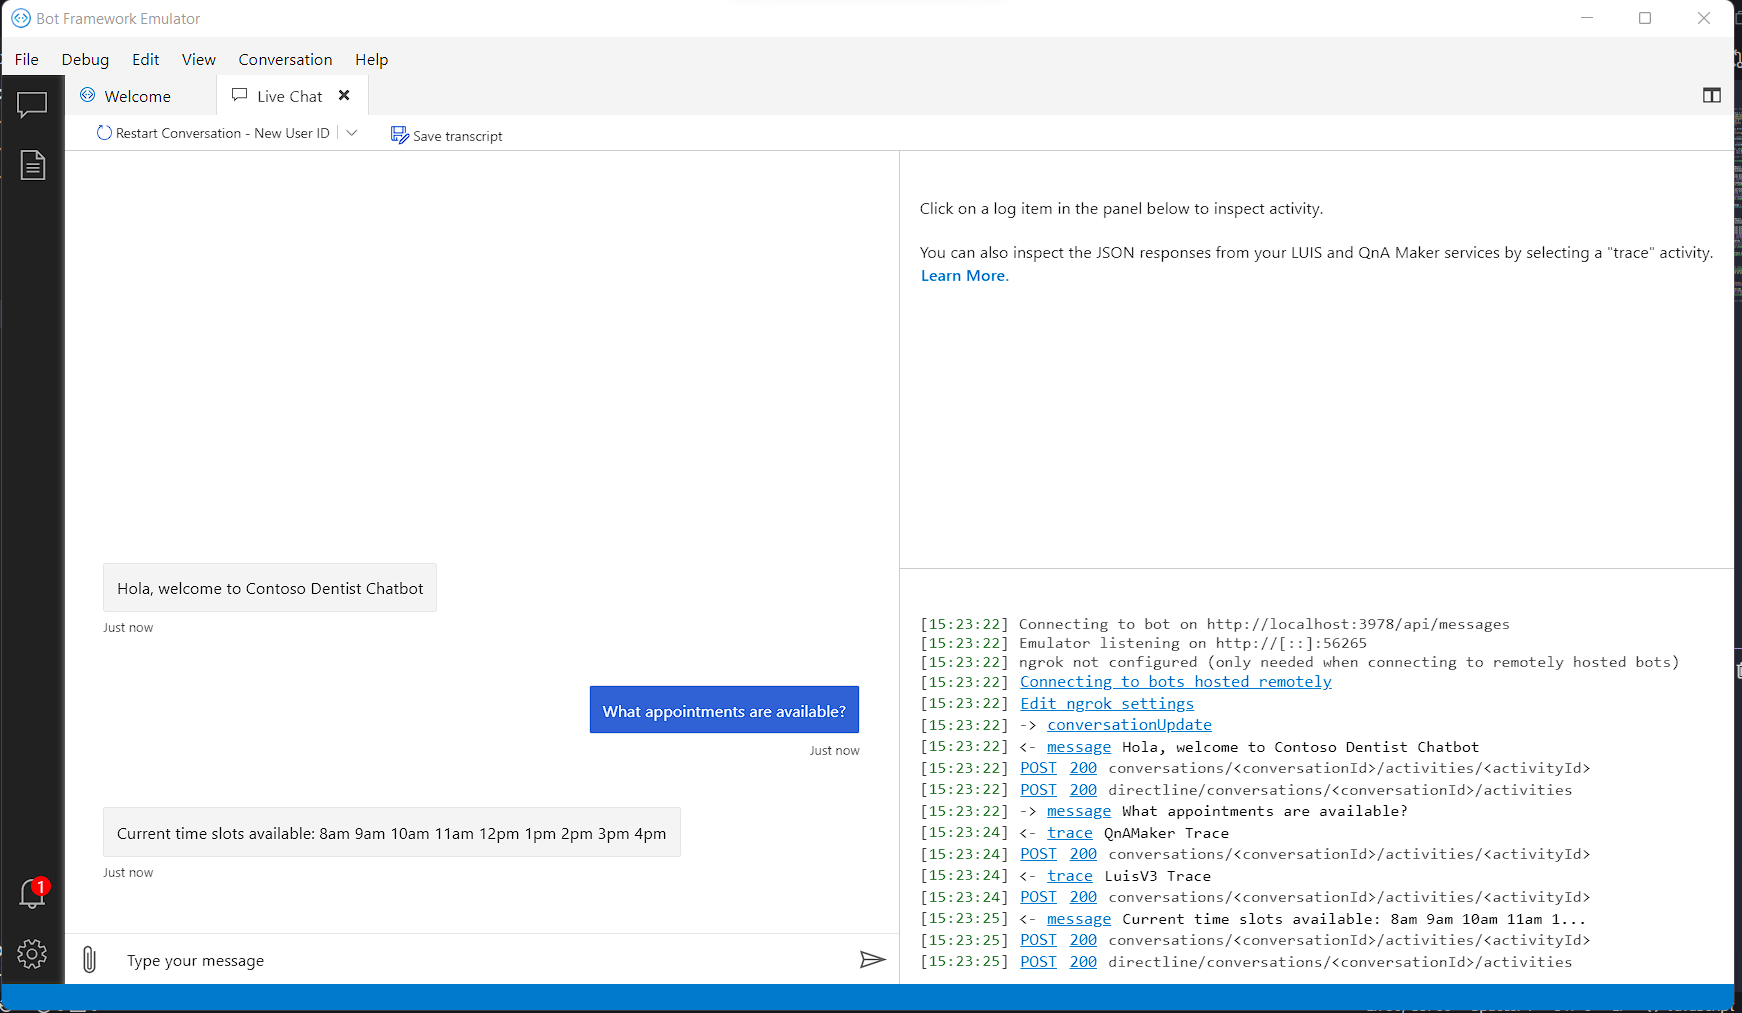 Bot Framework Emulator
File Debug Edit View Conversation Help
Welcome Live Chat
Restart Conversation - New User ID Save transcript
Click on a log item in the panel below to inspect activity.
You can also inspect the JSON responses from your LUIS and QnA Maker services by selecting a "trace" activity.
Learn More.
Hola, welcome to Contoso Dentist Chatbot
Just now
What appointments are available?
Just now
Current time slots available: 8am 9am 10am 11am 12pm 1pm 2pm 3pm 4pm
Just now
1
Type your message
[15:23:22] Connecting to bot on http://localhost:3978/api/messages
[15:23:22] Emulator listening on http://[::]:56265
[15:23:22] ngrok not configured (only needed when connecting to remotely hosted bots)
[15:23:22] Connecting to bots hosted remotely
[15:23:22] Edit ngrok settings
[15:23:22] -> conversationUpdate
[15:23:22] <- message Hola, welcome to Contoso Dentist Chatbot
[15:23:22] POST 200 conversations/<conversationId>/activities/<activityId>
[15:23:22] POST 200 directline/conversations/<conversationId>/activities
[15:23:22] -> message What appointments are available?
[15:23:24] <- trace QnAMaker Trace
[15:23:24] POST 200 conversations/<conversationId>/activities/<activityId>
[15:23:24] <- trace LuisV3 Trace
[15:23:24] POST 200 conversations/<conversationId>/activities/<activityId>
[15:23:25] <- message Current time slots available: 8am 9am 10am 11am 1...
[15:23:25] POST 200 conversations/<conversationId>/activities/<activityId>
[15:23:25] POST 200 directline/conversations/<conversationId>/activities